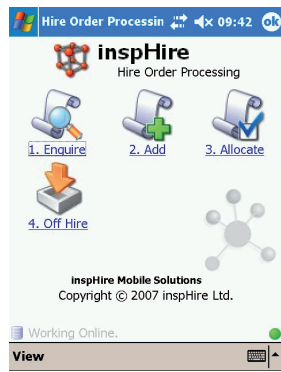 Hire Order Processin 09:42 ok
inspHire
Hire Order Processing
1. Enquire 2. Add 3. Allocate
4. Off Hire
inspHire Mobile Solutions
Copyright © 2007 inspHire Ltd.
Working Online.
View